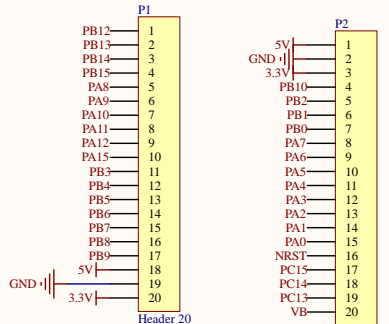 P1
PB12 1
PB13 2
PB14 3
PB15 4
PA8 5
PA9 6
PA10 7
PA11 8
PA12 9
PA15 10
PB3 11
PB4 12
PB5 13
PB6 14
PB7 15
PB8 16
PB9 17
5V 18
GND 19
3.3V 20
Header 20
P2
5V 1
GND 2
3.3V 3
PB10 4
PB2 5
PB1 6
PB0 7
PA7 8
PA6 9
PA5 10
PA4 11
PA3 12
PA2 13
PA1 14
PA0 15
NRST 16
PC15 17
PC14 18
PC13 19
VB 20